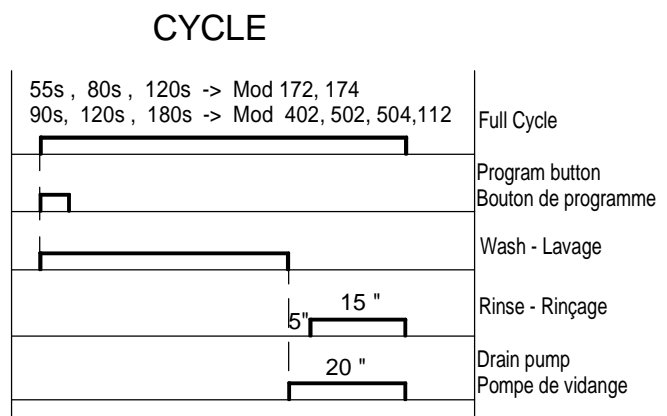 CYCLE
55s , 80s , 120s -> Mod 172, 174
90s, 120s , 180s -> Mod 402, 502, 504,112
Full Cycle
Program button
Bouton de programme
Wash - Lavage
15 "
5"
Rinse - Rinçage
20 "
Drain pump
Pompe de vidange